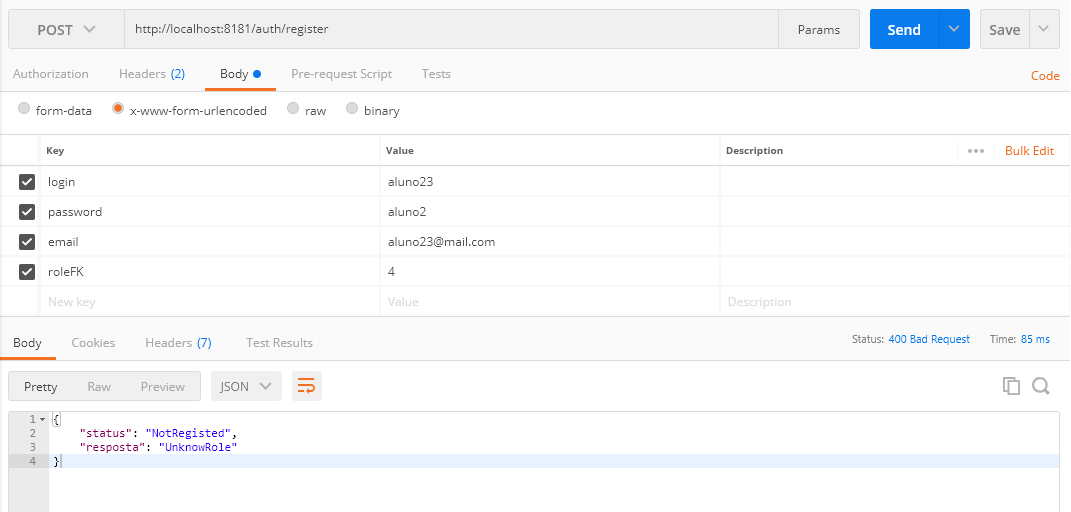 POST http://localhost:8181/auth/register Params Send Save
Authorization Headers (2) Body Pre-request Script Tests Code
form-data x-www-form-urlencoded raw binary
Key Value Description Bulk Edit
login aluno23
password aluno2
email aluno23@mail.com
roleFK 4
New key Value Description
Body Cookies Headers (7) Test Results Status: 400 Bad Request Time: 85 ms
Pretty Raw Preview JSON
1 {
2 "status": "NotRegisted",
3 "resposta": "UnknowRole"
4 }